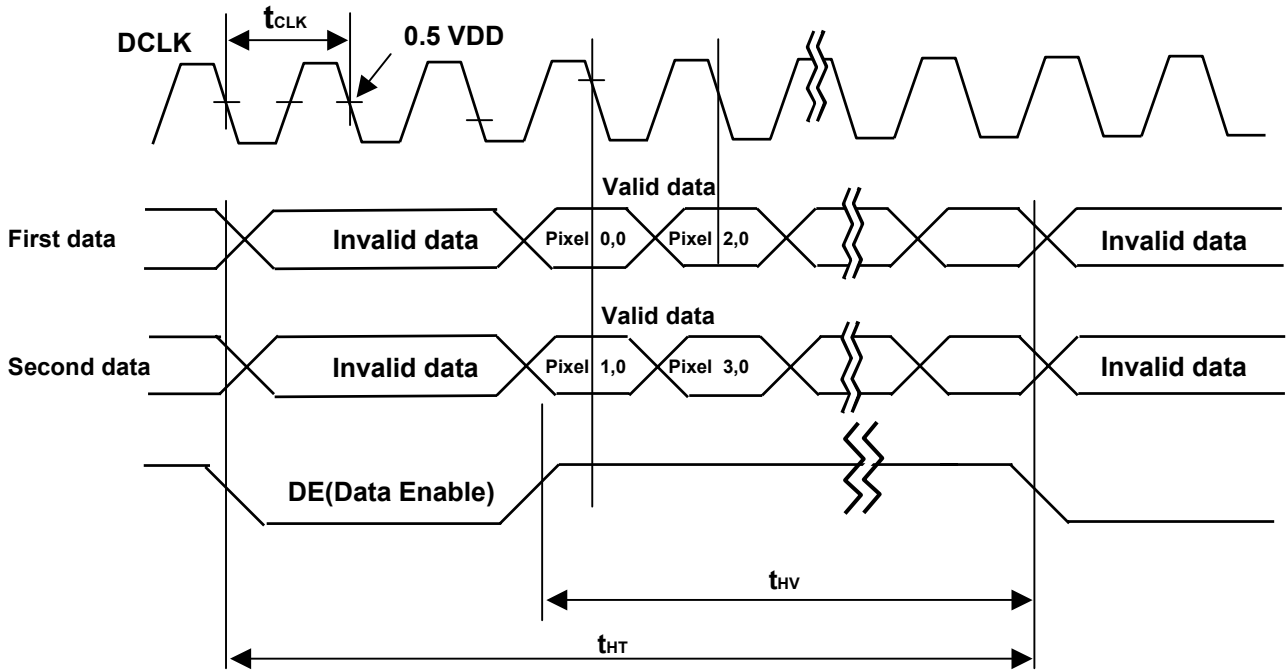 tCLK
DCLK
0.5 VDD
Valid data
First data
Invalid data
Pixel 0,0
Pixel 2,0
Invalid data
Valid data
Second data
Invalid data
Pixel 1,0
Pixel 3,0
Invalid data
DE(Data Enable)
tHV
tHT